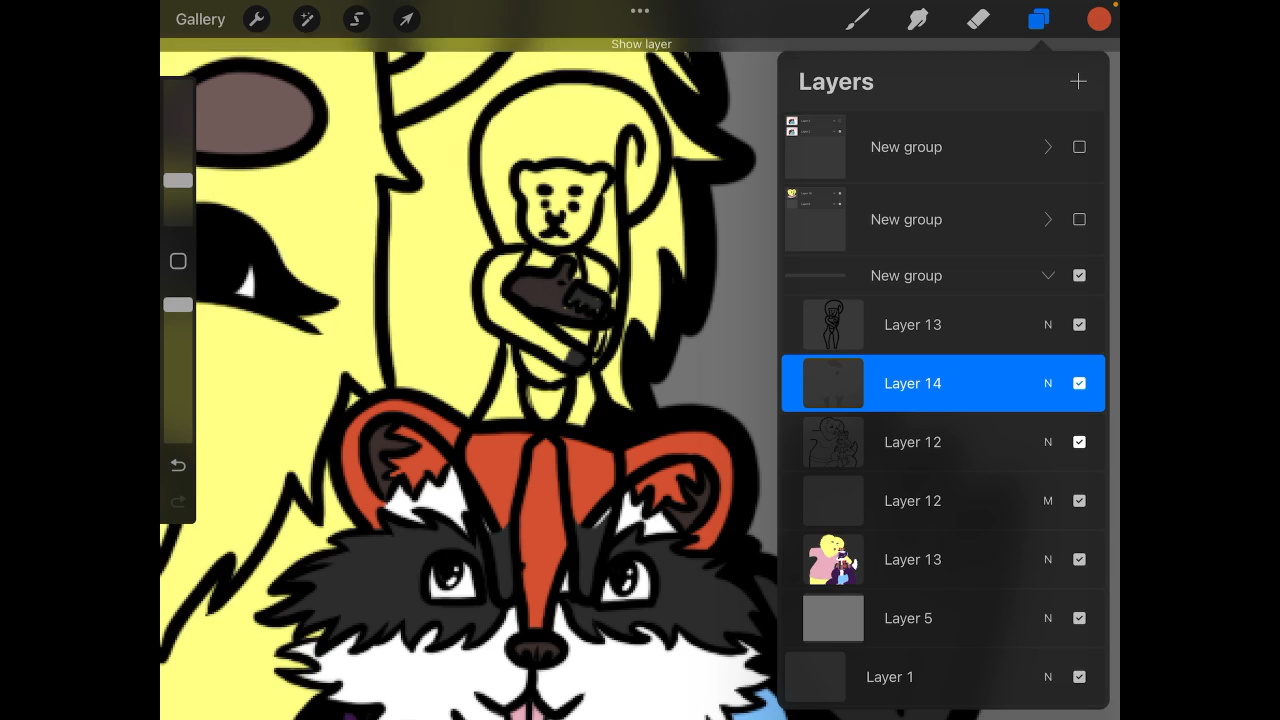 Gallery
Show layer
Layers
New group
New group
New group
Layer 13 N
Layer 14 N
Layer 12 N
Layer 12 M
Layer 13 N
Layer 5 N
Layer 1 N